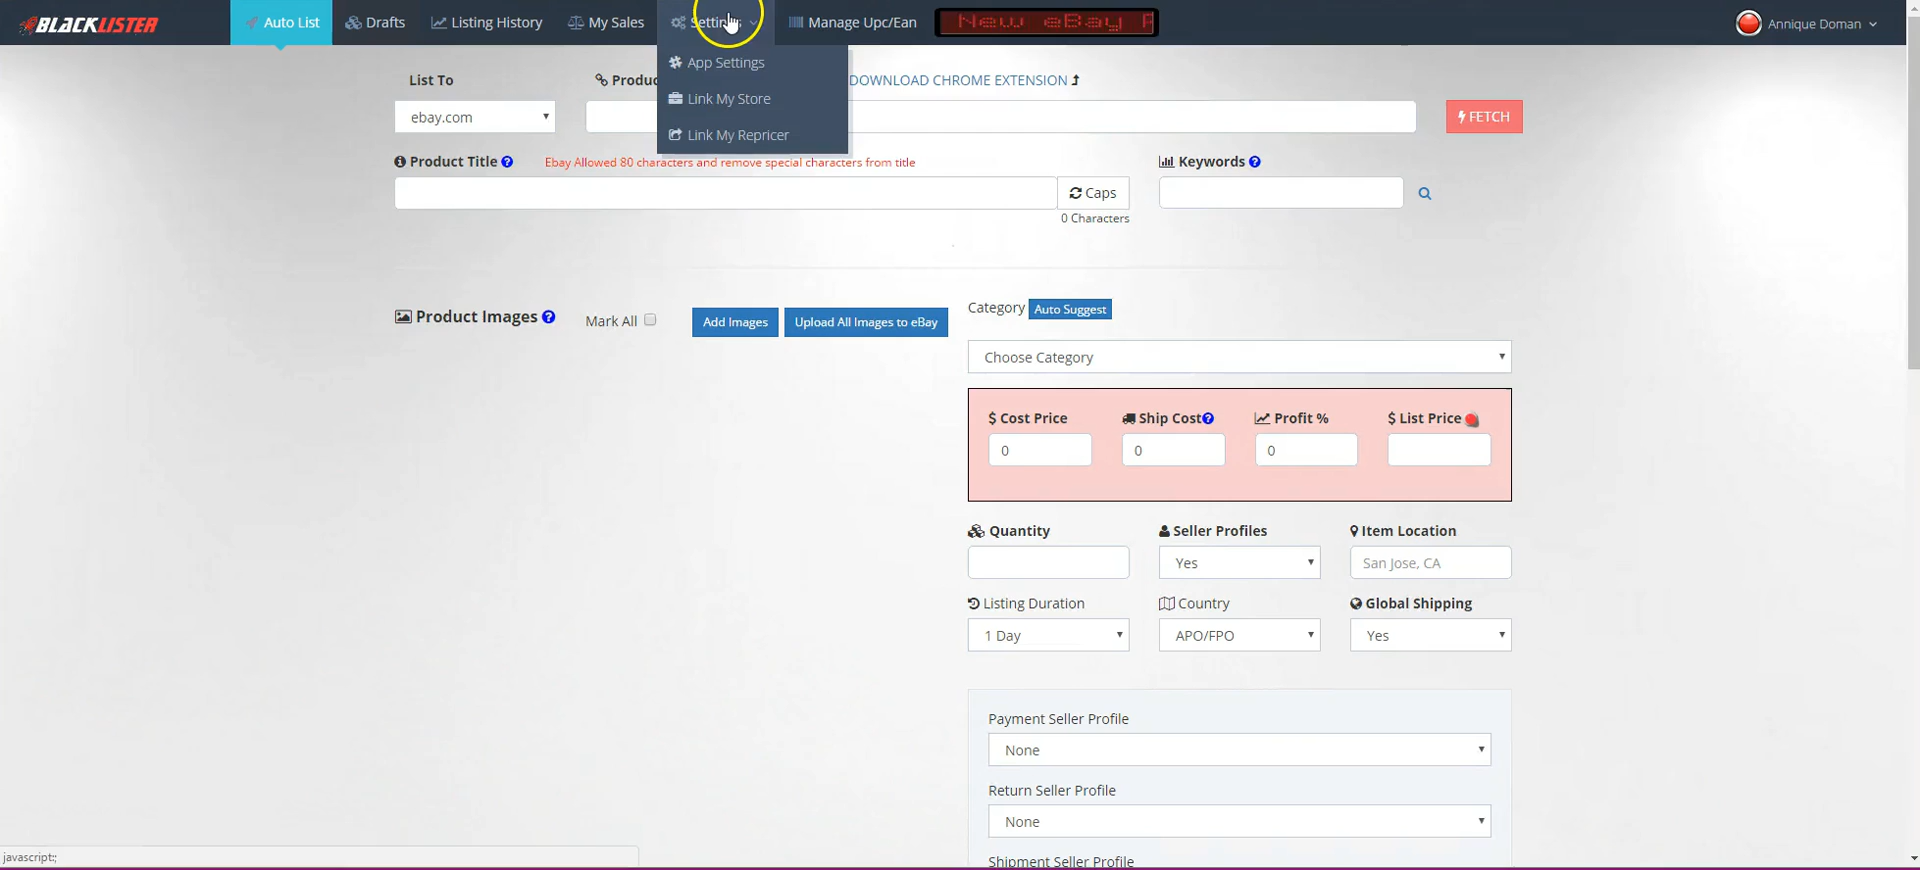 BLACKLISTER
Auto List
Drafts
Listing History
My Sales
Manage Upc/Ean
New eBay
Annique Doman
App Settings
Link My Store
Link My Repricer
List To
DOWNLOAD CHROME EXTENSION
ebay.com
FETCH
Product Title
Ebay Allowed 80 characters and remove special characters from title
Keywords
Caps
0 Characters
Product Images
Mark All
Add Images
Upload All Images to eBay
Category
Auto Suggest
Choose Category
$ Cost Price
Ship Cost
Profit %
$ List Price
0
0
0
Quantity
Seller Profiles
Item Location
Yes
San Jose, CA
Listing Duration
Country
Global Shipping
1 Day
APO/FPO
Yes
Payment Seller Profile
None
Return Seller Profile
None
Shipment Seller Profile
javascript:;